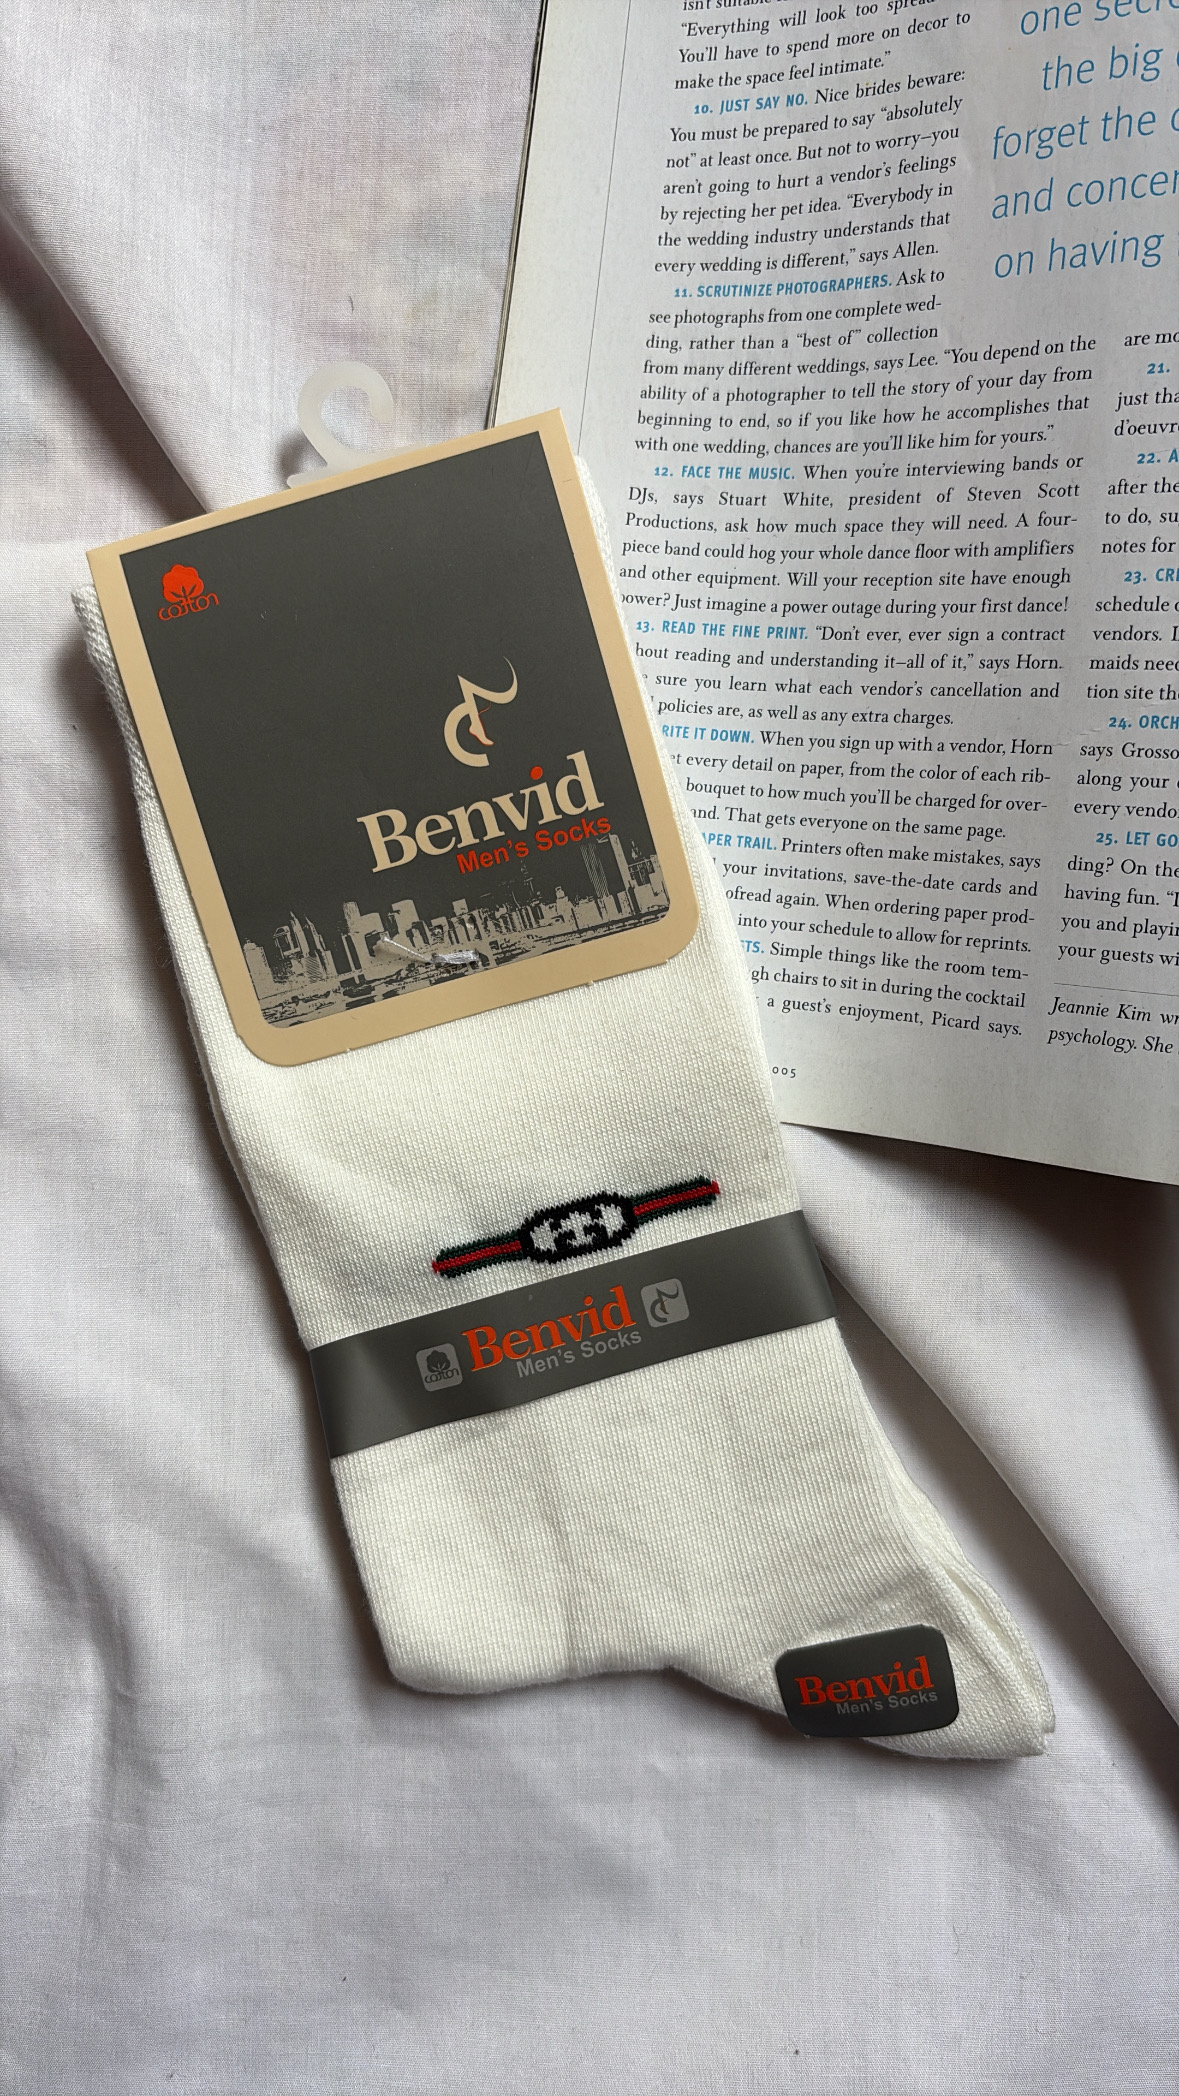 isn't suitable
"Everything will look too spread
You'll have to spend more on decor to
make the space feel intimate."
10. JUST SAY NO. Nice brides beware:
You must be prepared to say "absolutely
not" at least once. But not to worry—you
aren't going to hurt a vendor's feelings
by rejecting her pet idea. "Everybody in
the wedding industry understands that
every wedding is different," says Allen.
11. SCRUTINIZE PHOTOGRAPHERS. Ask to
see photographs from one complete wed-
ding, rather than a "best of" collection
from many different weddings, says Lee. "You depend on the
ability of a photographer to tell the story of your day from
beginning to end, so if you like how he accomplishes that
with one wedding, chances are you'll like him for yours."
12. FACE THE MUSIC. When you're interviewing bands or
DJs, says Stuart White, president of Steven Scott
Productions, ask how much space they will need. A four-
piece band could hog your whole dance floor with amplifiers
and other equipment. Will your reception site have enough
power? Just imagine a power outage during your first dance!
13. READ THE FINE PRINT. "Don't ever, ever sign a contract
hout reading and understanding it—all of it," says Horn.
sure you learn what each vendor's cancellation and
policies are, as well as any extra charges.
RITE IT DOWN. When you sign up with a vendor, Horn
et every detail on paper, from the color of each rib-
bouquet to how much you'll be charged for over-
and. That gets everyone on the same page.
APER TRAIL. Printers often make mistakes, says
your invitations, save-the-date cards and
ofread again. When ordering paper prod-
into your schedule to allow for reprints.
TS. Simple things like the room tem-
gh chairs to sit in during the cocktail
a guest's enjoyment, Picard says.
005
one secre
the big
forget the
and concer
on having
are mo
21.
just tha
d'oeuvre
22. A
after the
to do, su
notes for
23. CRE
schedule
vendors. I
maids need
tion site th
24. ORCH
says Grosso
along your
every vendo
25. LET GO
ding? On the
having fun. "I
you and playi
your guests wi
Jeannie Kim wr
psychology. She
cotton
Benvid
Men's Socks
cotton
Benvid
Men's Socks
Benvid
Men's Socks